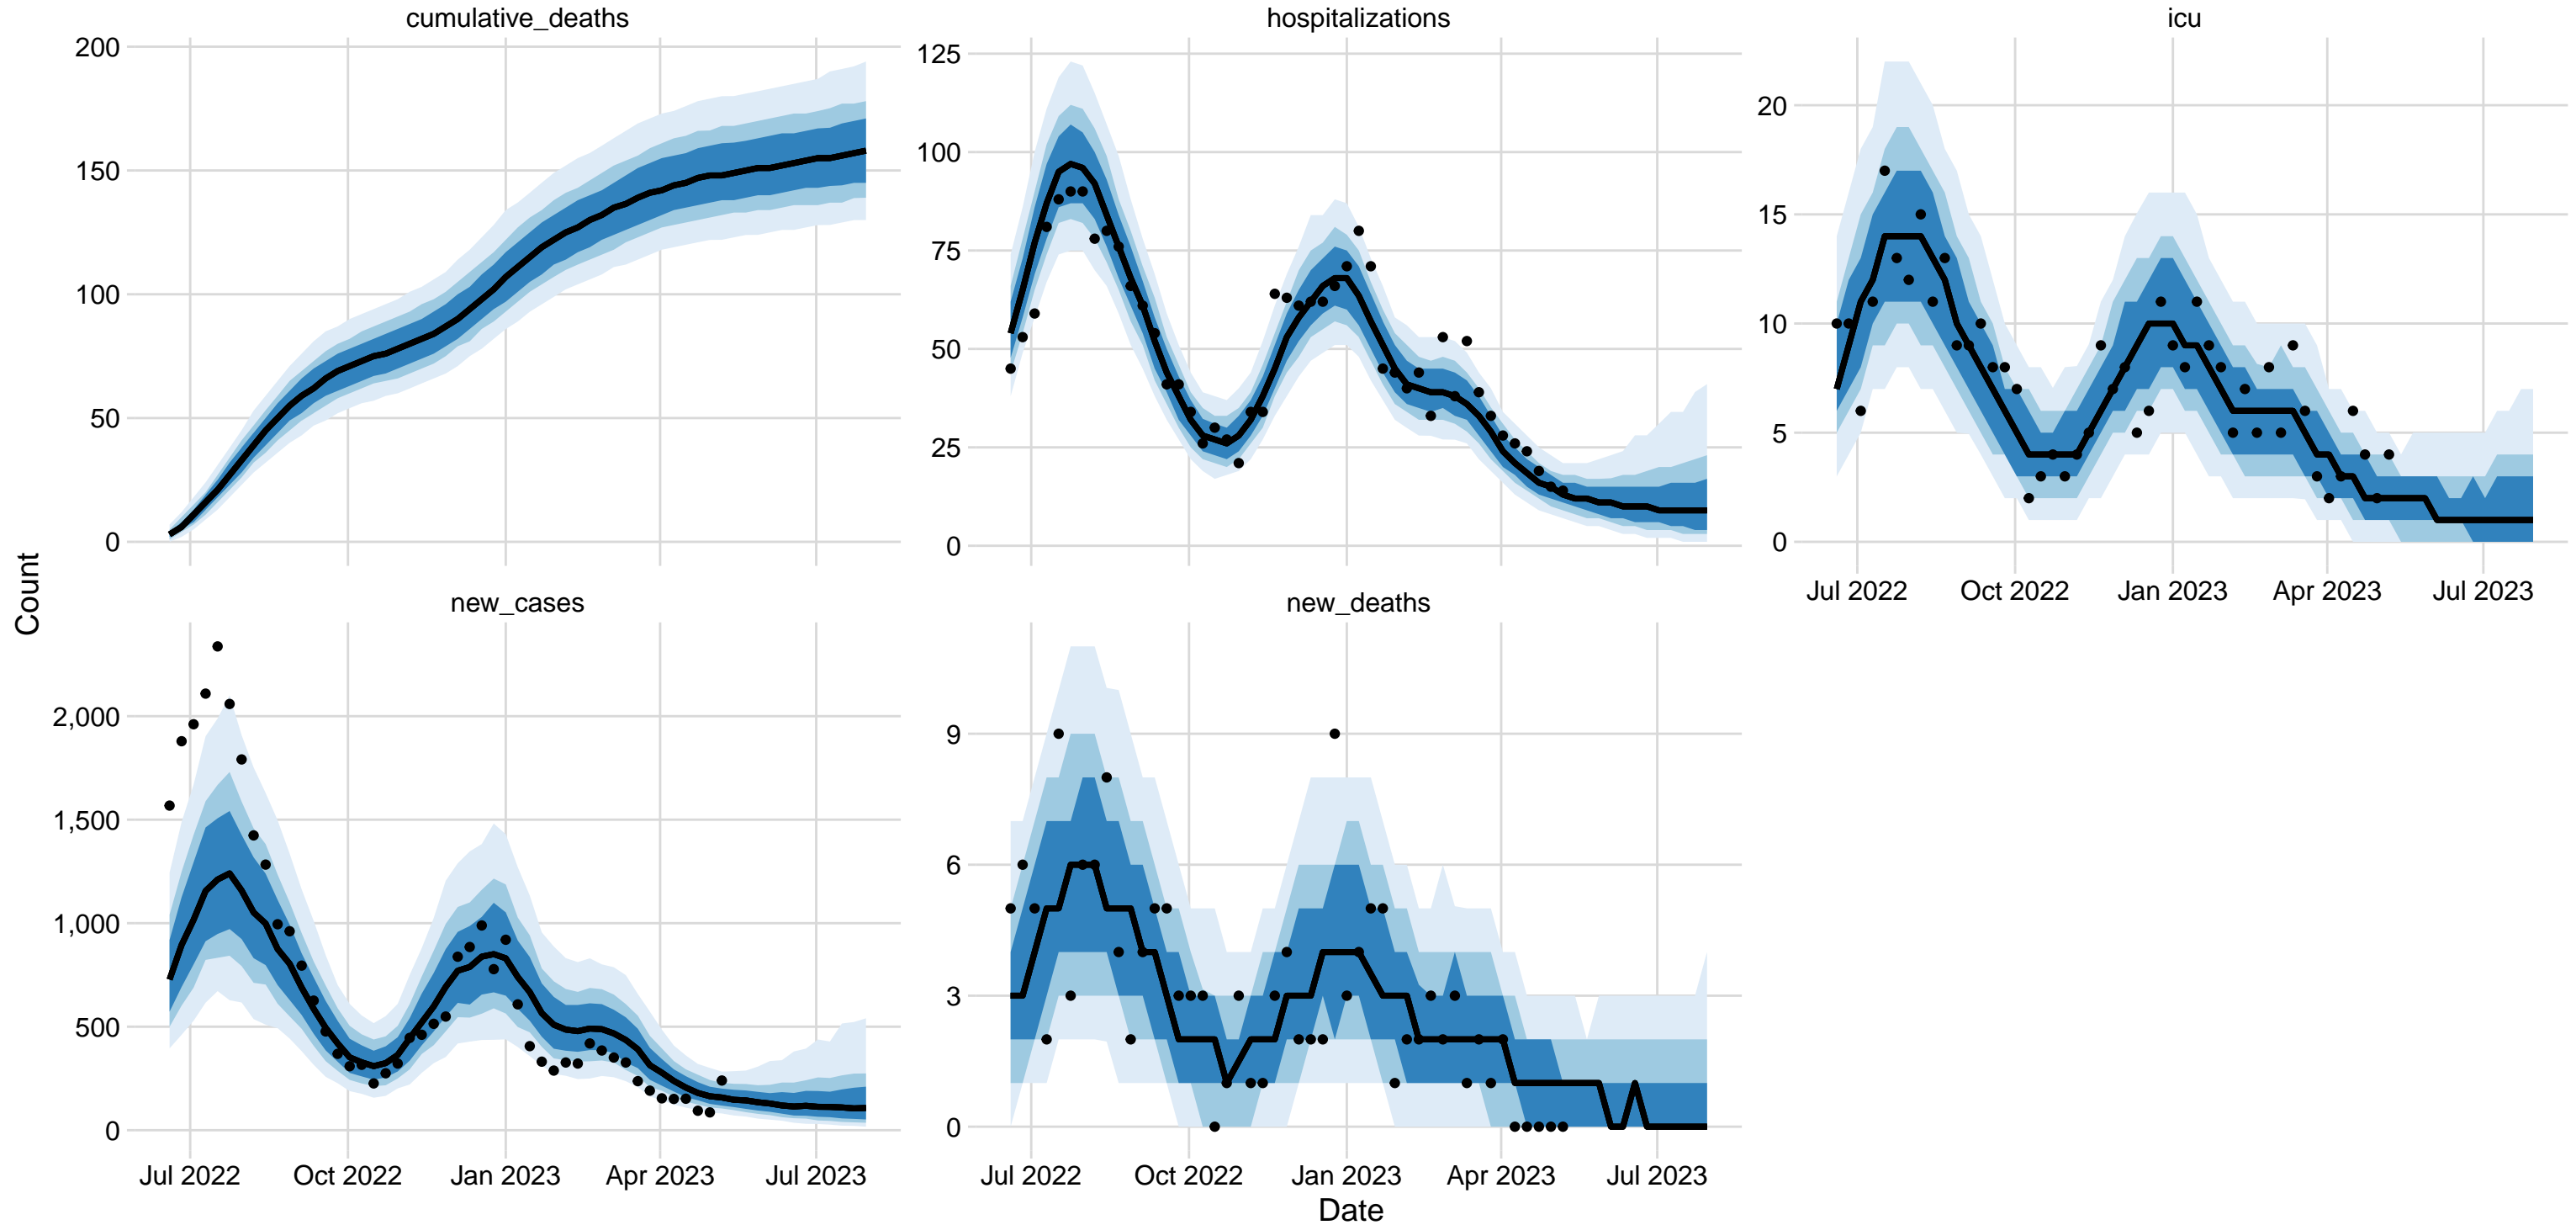 cumulative_deaths
hospitalizations
icu
200
150
100
50
0
125
100
75
50
25
0
20
15
10
5
0
Jul 2022 Oct 2022 Jan 2023 Apr 2023 Jul 2023
Count
new_cases
new_deaths
2,000
1,500
1,000
500
0
9
6
3
0
Jul 2022 Oct 2022 Jan 2023 Apr 2023 Jul 2023
Jul 2022 Oct 2022 Jan 2023 Apr 2023 Jul 2023
Date